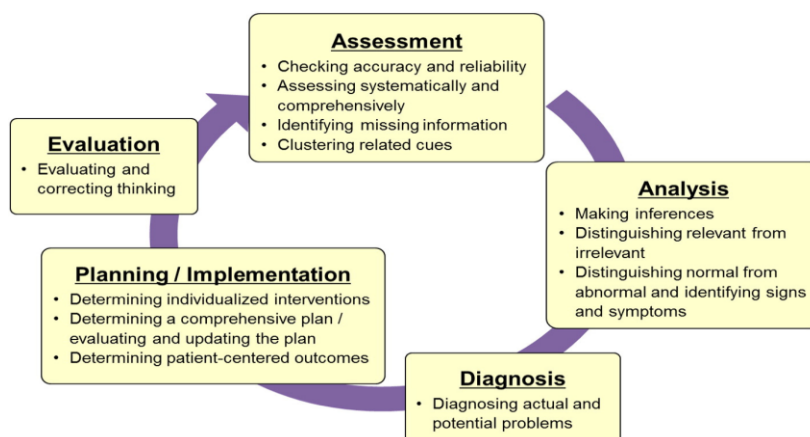 Assessment
• Checking accuracy and reliability
• Assessing systematically and
comprehensively
• Identifying missing information
• Clustering related cues
Analysis
• Making inferences
• Distinguishing relevant from
irrelevant
• Distinguishing normal from
abnormal and identifying signs
and symptoms
Diagnosis
• Diagnosing actual and
potential problems
Planning / Implementation
• Determining individualized interventions
• Determining a comprehensive plan /
evaluating and updating the plan
• Determining patient-centered outcomes
Evaluation
• Evaluating and
correcting thinking